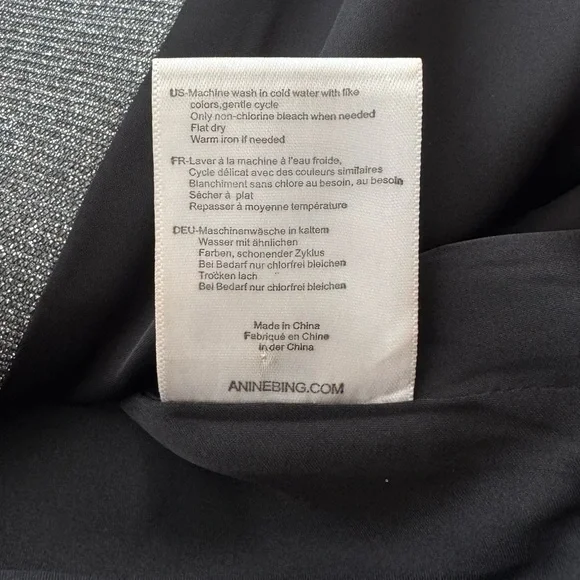 US-Machine wash in cold water with like
colors,gentle cycle
Only non-chlorine bleach when needed
Flat dry
Warm iron if needed
FR-Laver à la machine à l'eau froide,
Cycle délicat avec des couleurs similaires
Blanchiment sans chlore au besoin, au besoin
Sécher à plat
Repasser à moyenne température
DEU-Maschinenwäsche in kaltem
Wasser mit ähnlichen
Farben, schonender Zyklus
Bei Bedarf nur chlorfrei bleichen
Trocken lach
Bei Bedarf nur chlorfrei bleichen
Made in China
Fabriqué en Chine
in der China
ANINEBING.COM